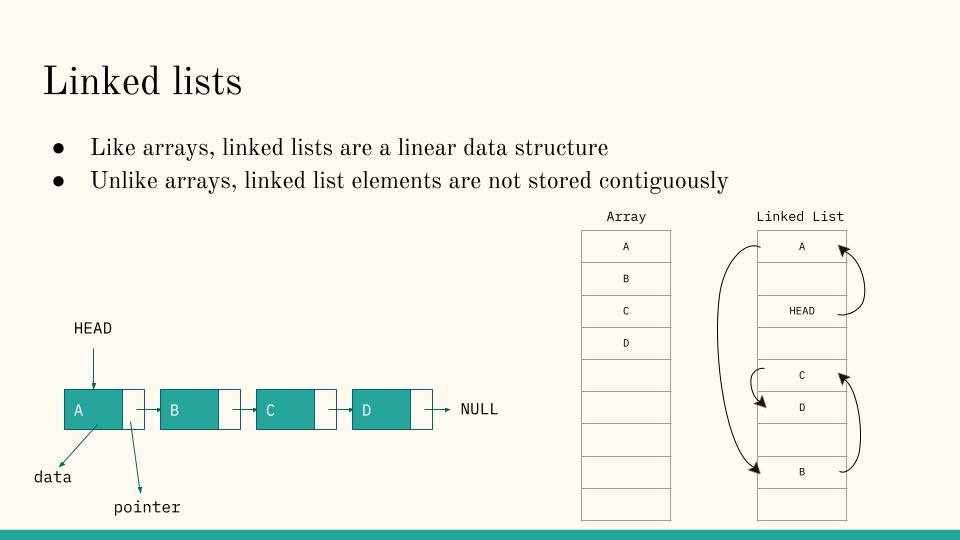 Linked lists
● Like arrays, linked lists are a linear data structure
● Unlike arrays, linked list elements are not stored contiguously
HEAD
A B C D NULL
data
pointer
Array
A
B
C
D
Linked List
A
HEAD
C
D
B